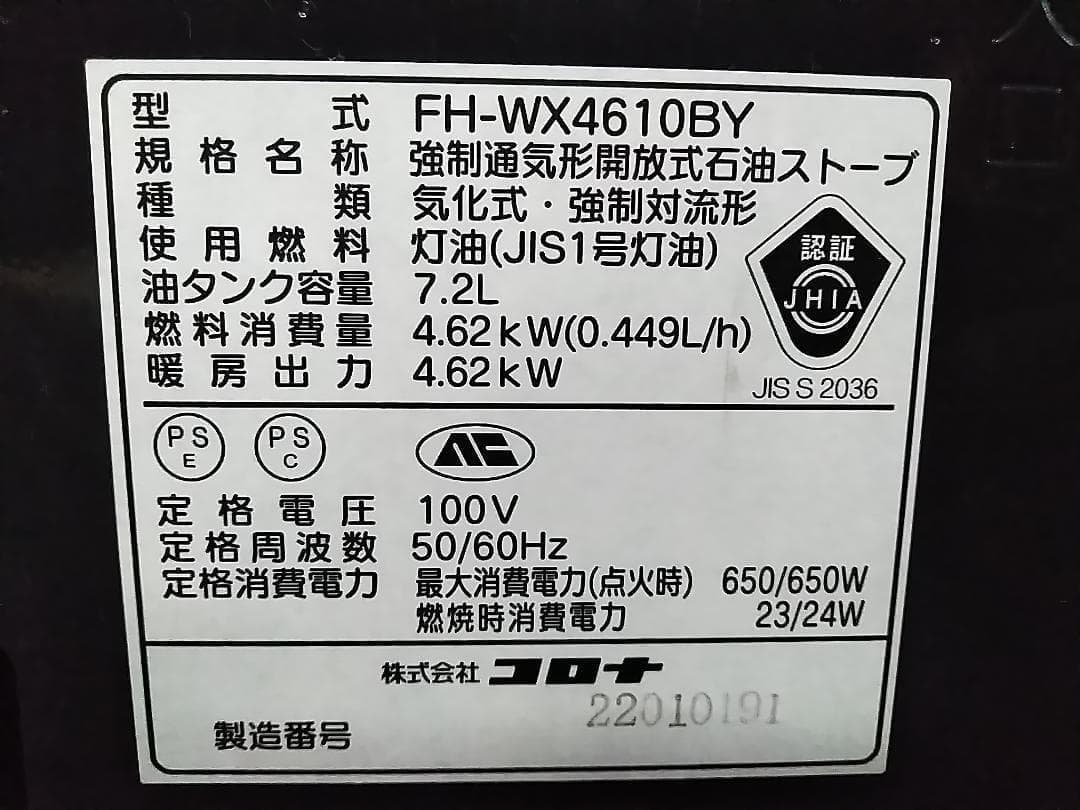 型式 FH-WX4610BY
規格名称 強制通気形開放式石油ストーブ
種類 気化式・強制対流形
使用燃料 灯油(JIS1号灯油)
油タンク容量 7.2L
燃料消費量 4.62kW(0.449L/h)
暖房出力 4.62kW
認証
JHIA
JIS S 2036
PS E
PS C
定格電圧 100V
定格周波数 50/60Hz
定格消費電力 最大消費電力(点火時) 650/650W
燃焼時消費電力 23/24W
株式会社 コロナ
22010191
製造番号